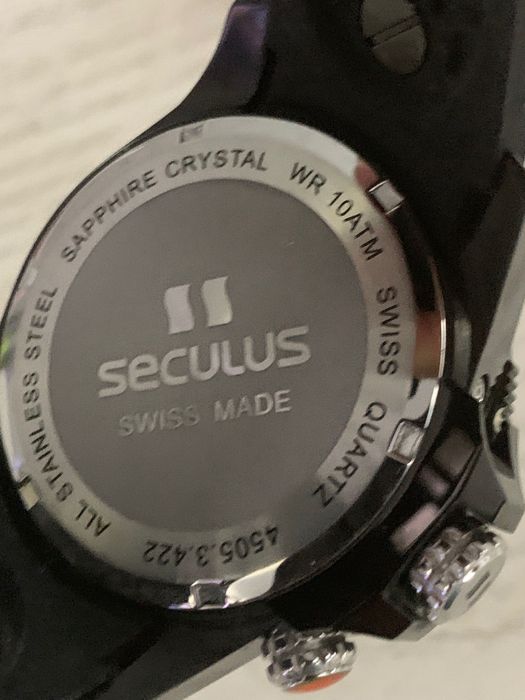 SAPPHIRE CRYSTAL WR 10ATM SWISS QUARTZ 4505.3.422 ALL STAINLESS STEEL
seculus
SWISS MADE